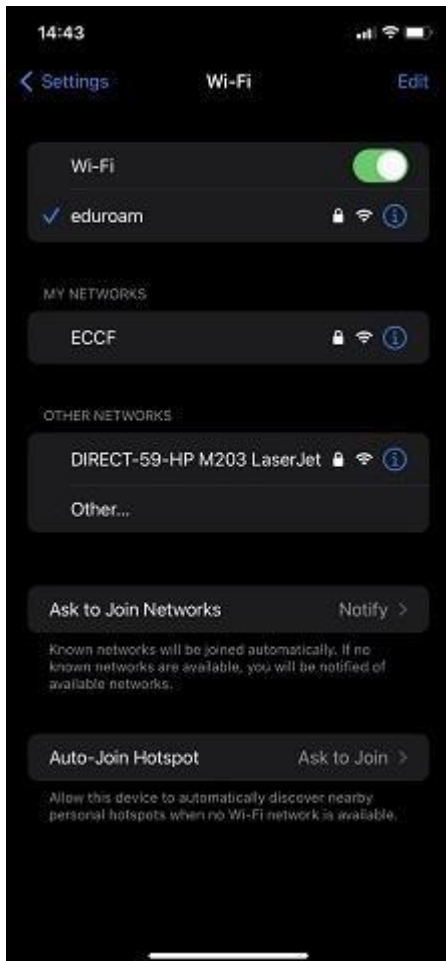 14:43
Settings
Wi-Fi
Edit
Wi-Fi
eduroam
MY NETWORKS
ECCF
OTHER NETWORKS
DIRECT-59-HP M203 LaserJet
Other...
Ask to Join Networks
Notify
Known networks will be joined automatically. If no
known networks are available, you will be notified of
available networks.
Auto-Join Hotspot
Ask to Join
Allow this device to automatically discover nearby
personal hotspots when no Wi-Fi network is available.